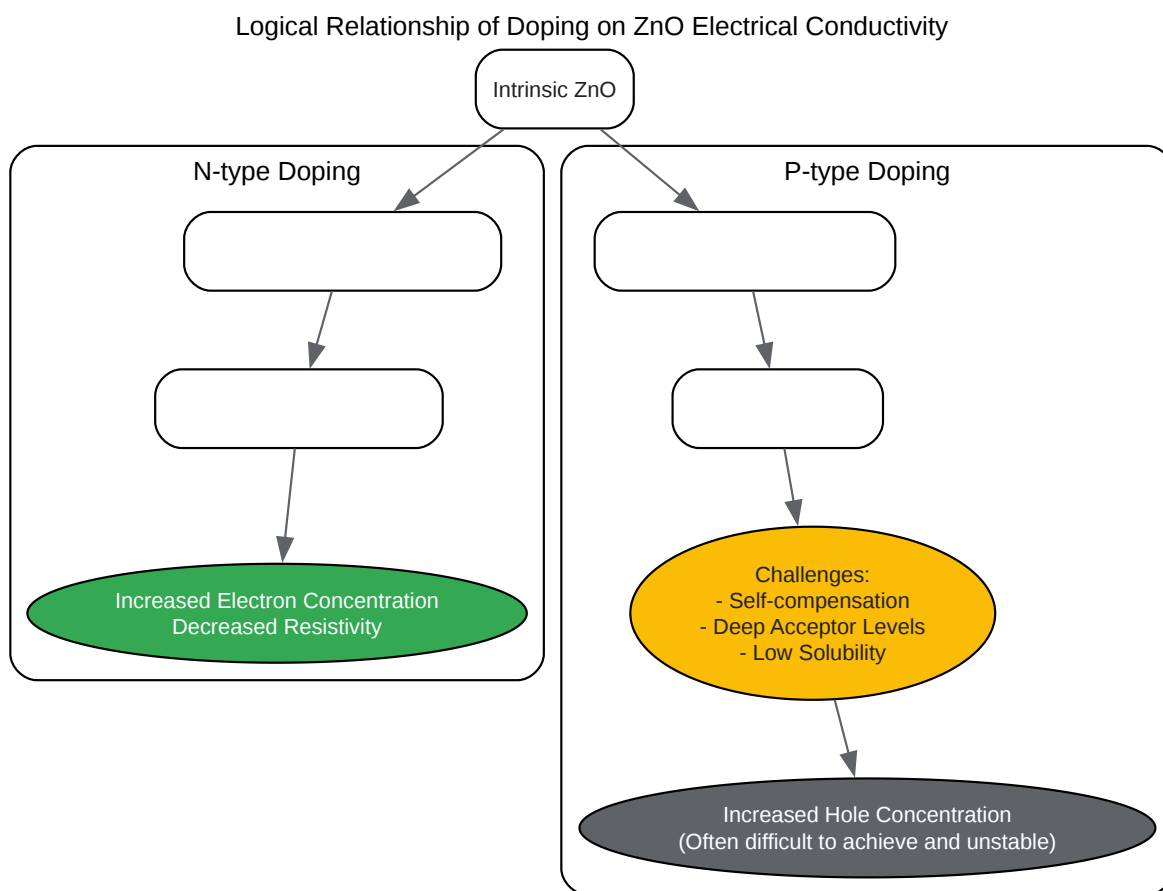 Logical Relationship of Doping on ZnO Electrical Conductivity
Intrinsic ZnO
N-type Doping
P-type Doping
Increased Electron Concentration
Decreased Resistivity
Challenges:
- Self-compensation
- Deep Acceptor Levels
- Low Solubility
Increased Hole Concentration
(Often difficult to achieve and unstable)